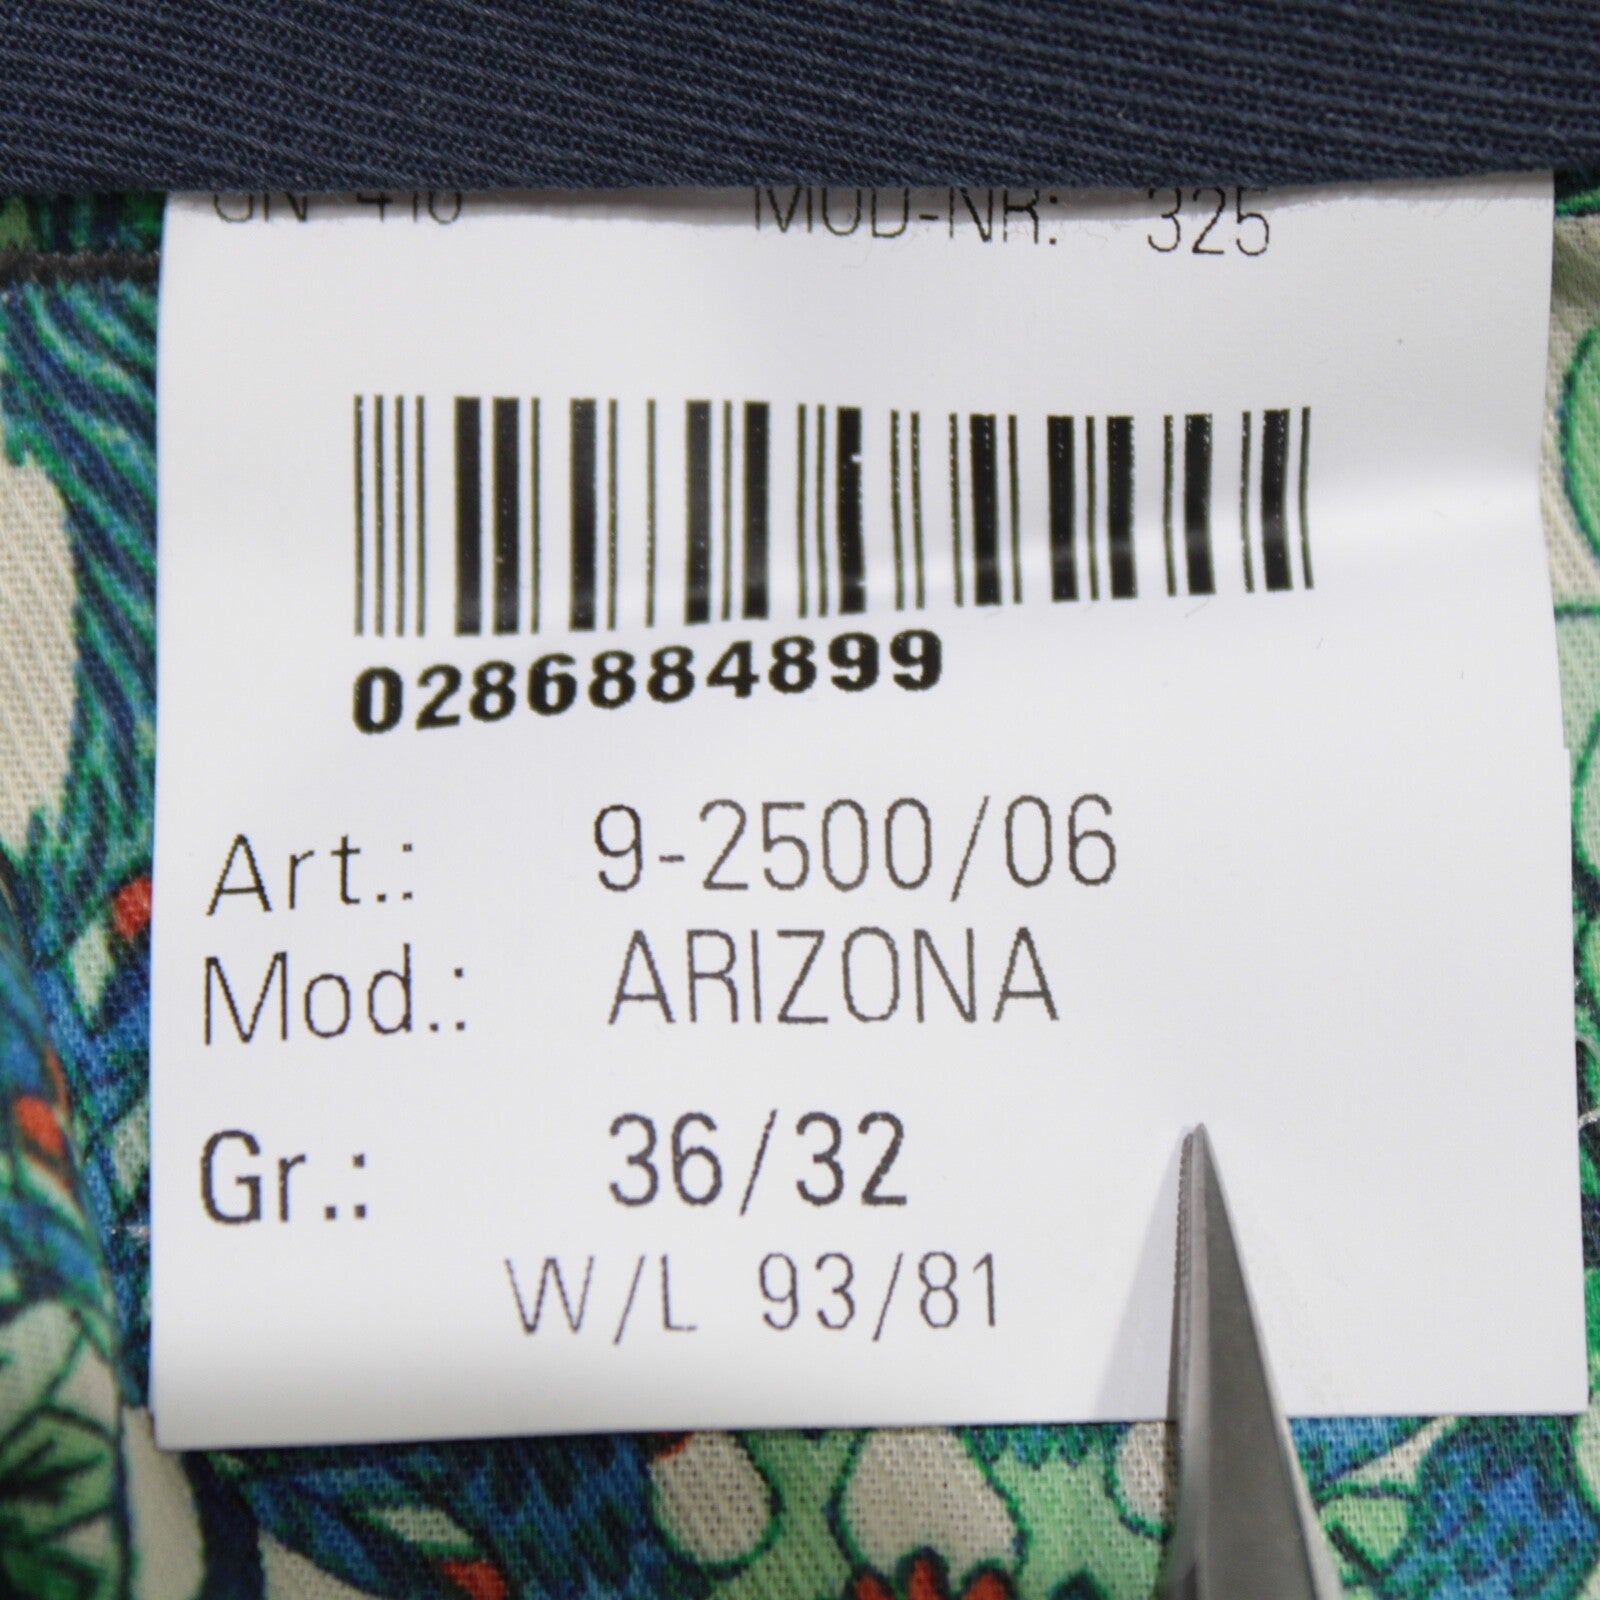 MOD-NR: 325
0286884899
Art.: 9-2500/06
Mod.: ARIZONA
Gr.: 36/32
W/L 93/81